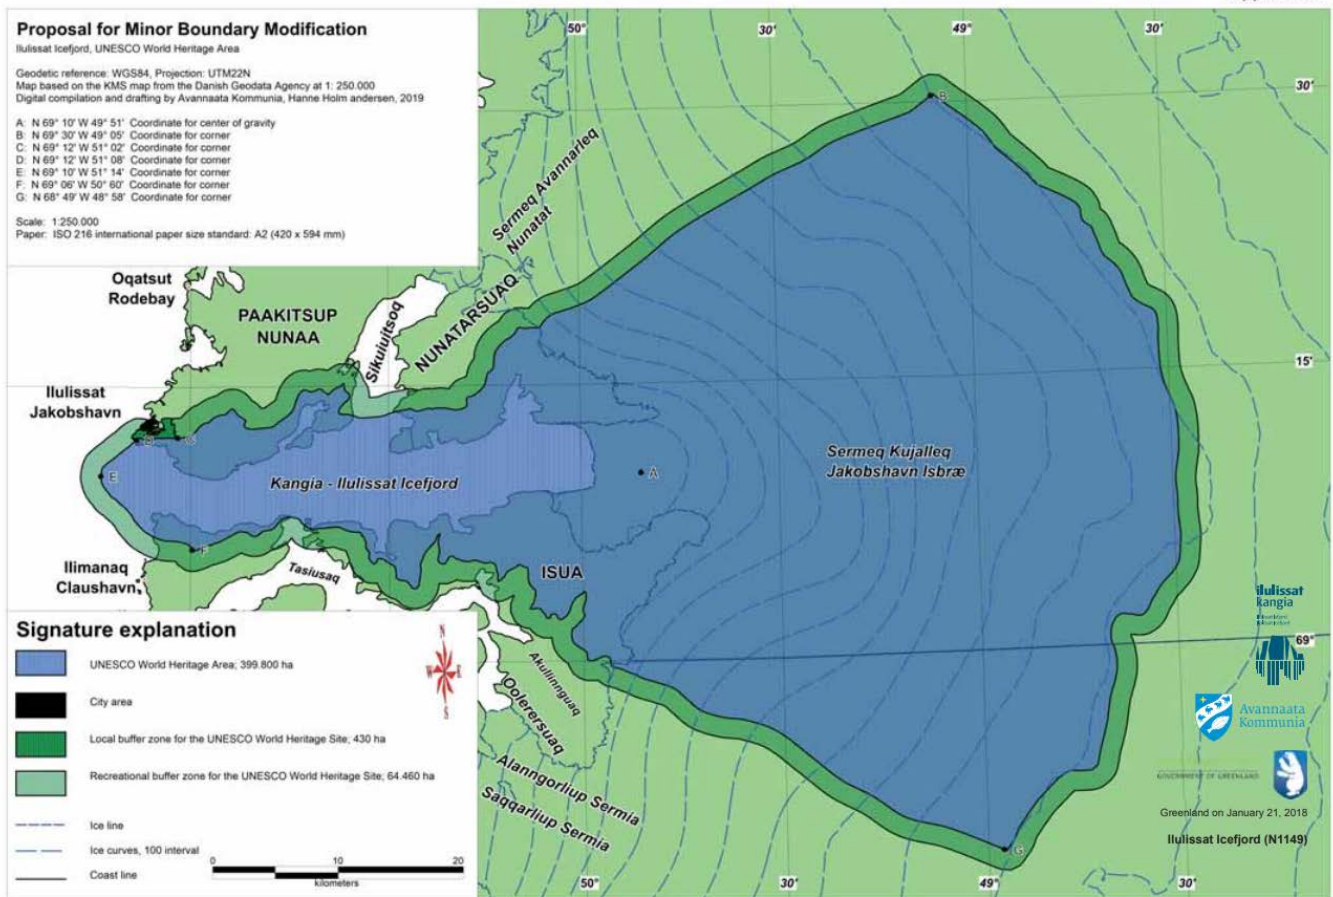 Proposal for Minor Boundary Modification
Ilulissat Icefjord, UNESCO World Heritage Area
Geodetic reference: WGS84, Projection: UTM22N
Map based on the KMS map from the Danish Geodata Agency at 1: 250.000
Digital compilation and drafting by Avannaata Kommunia, Hanne Holm andersen, 2019
A: N 69° 10' W 49° 51' Coordinate for center of gravity
B: N 69° 30' W 49° 05' Coordinate for corner
C: N 69° 12' W 51° 02' Coordinate for corner
D: N 69° 12' W 51° 08' Coordinate for corner
E: N 69° 10' W 51° 14' Coordinate for corner
F: N 69° 06' W 50° 60' Coordinate for corner
G: N 68° 49' W 48° 58' Coordinate for corner
Scale: 1:250.000
Paper: ISO 216 international paper size standard: A2 (420 x 594 mm)
50°
30'
49°
30'
30'
B
Sermeq Avannarleq
Nunatat
Oqatsut
Rodebay
PAAKITSUP
NUNAA
Sikuiuitsoq
NUNATARSUAQ
15'
Ilulissat
Jakobshavn
D
C
E
Kangia - Ilulissat Icefjord
A
Sermeq Kujalleq
Jakobshavn Isbræ
F
Ilimanaq
Claushavn
Tasiusaq
ISUA
ilulissat
kangia
69°
Signature explanation
UNESCO World Heritage Area; 399.800 ha
City area
Local buffer zone for the UNESCO World Heritage Site; 430 ha
Recreational buffer zone for the UNESCO World Heritage Site; 64.460 ha
Ice line
Ice curves, 100 interval
Coast line
N
W
E
S
0
10
20
kilometers
Akullinnguaq
Oolerersuaq
Alanngorliup Sermia
Saqqarliup Sermia
Avannaata
Kommunia
GOVERNMENT OF GREENLAND
Greenland on January 21, 2018
Ilulissat Icefjord (N1149)
G
50°
30'
49°
30'